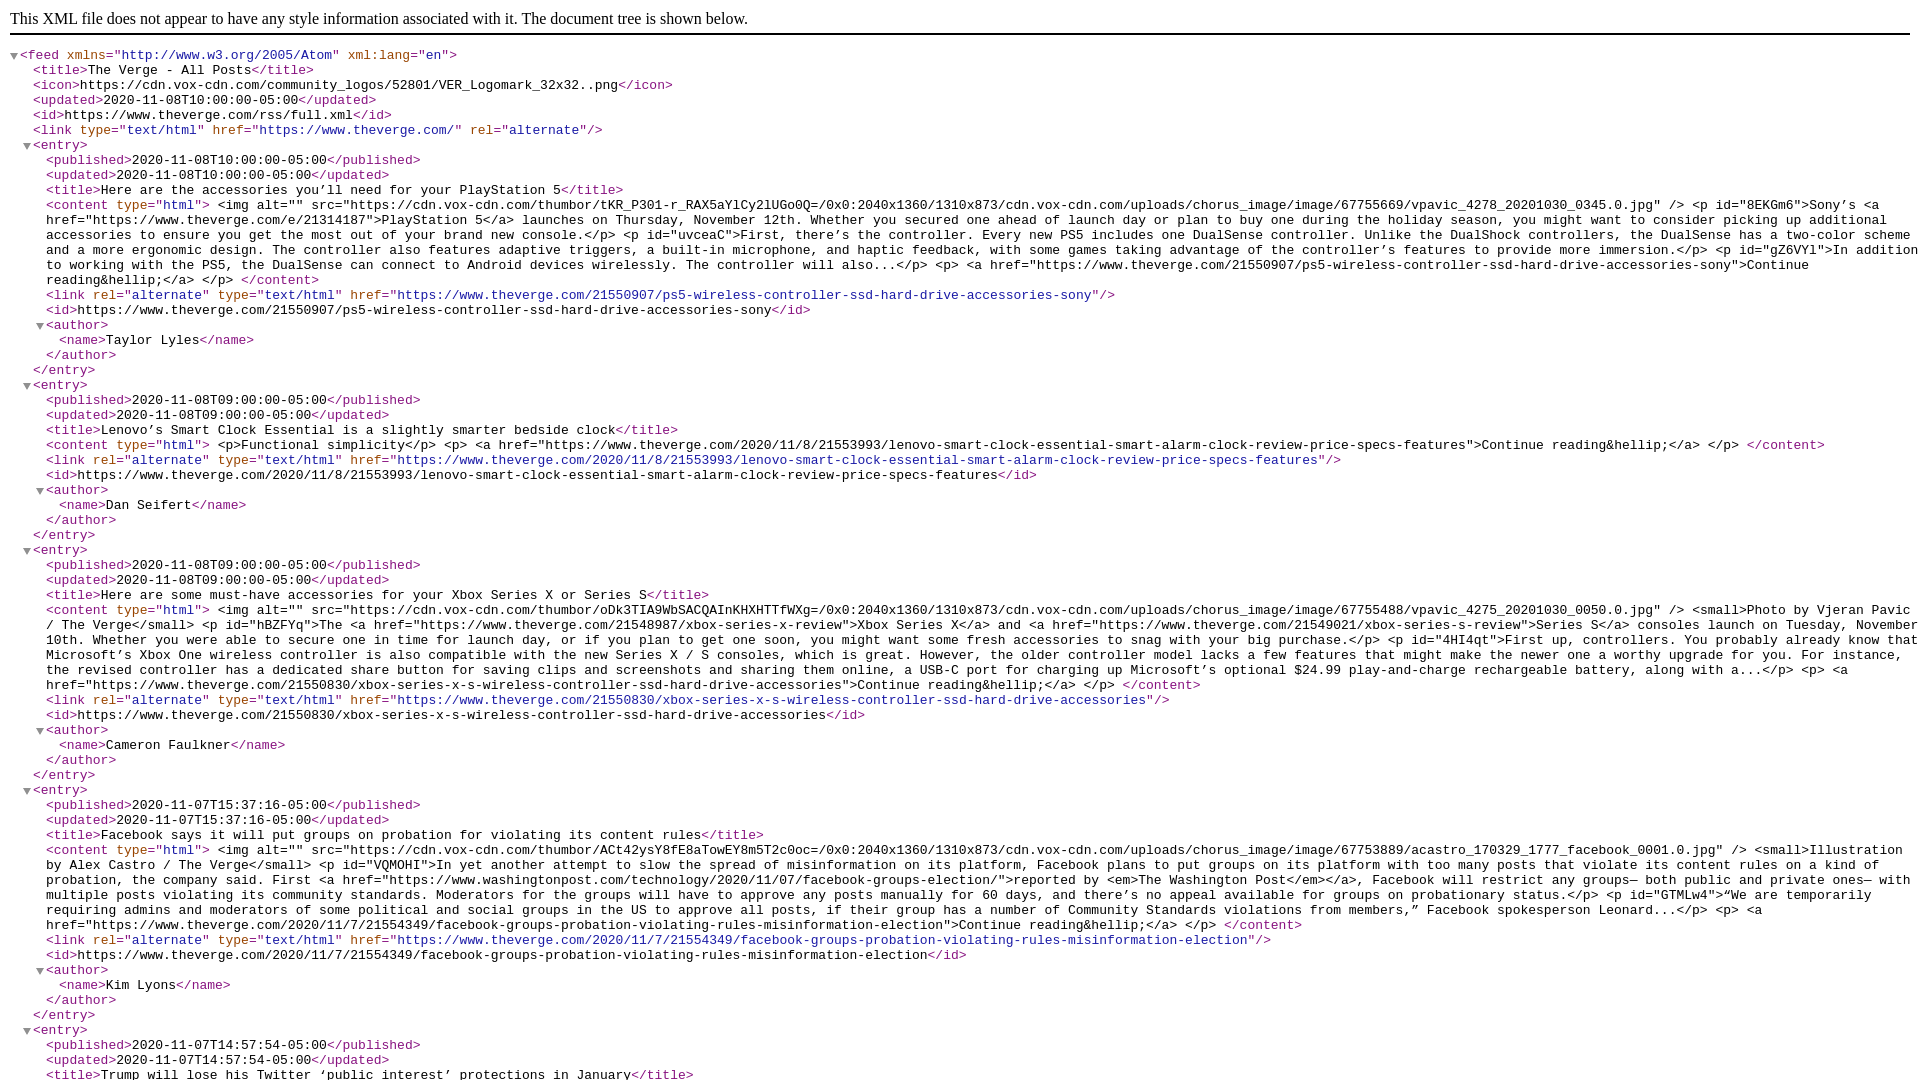 This XML file does not appear to have any style information associated with it. The document tree is shown below.
<feed xmlns="http://www.w3.org/2005/Atom" xml:lang="en">
<title>The Verge - All Posts</title>
<icon>https://cdn.vox-cdn.com/community_logos/52801/VER_Logomark_32x32..png</icon>
<updated>2020-11-08T10:00:00-05:00</updated>
<id>https://www.theverge.com/rss/full.xml</id>
<link type="text/html" href="https://www.theverge.com/" rel="alternate"/>
<entry>
<published>2020-11-08T10:00:00-05:00</published>
<updated>2020-11-08T10:00:00-05:00</updated>
<title>Here are the accessories you’ll need for your PlayStation 5</title>
<content type="html"> <img alt="" src="https://cdn.vox-cdn.com/thumbor/tKR_P301-r_RAX5aYlCy2lUGo0Q=/0x0:2040x1360/1310x873/cdn.vox-cdn.com/uploads/chorus_image/image/67755669/vpavic_4278_20201030_0345.0.jpg" /> <p id="8EKGm6">Sony’s <a
href="https://www.theverge.com/e/21314187">PlayStation 5</a> launches on Thursday, November 12th. Whether you secured one ahead of launch day or plan to buy one during the holiday season, you might want to consider picking up additional
accessories to ensure you get the most out of your brand new console.</p> <p id="uvceaC">First, there’s the controller. Every new PS5 includes one DualSense controller. Unlike the DualShock controllers, the DualSense has a two-color scheme
and a more ergonomic design. The controller also features adaptive triggers, a built-in microphone, and haptic feedback, with some games taking advantage of the controller’s features to provide more immersion.</p> <p id="gZ6VYl">In addition
to working with the PS5, the DualSense can connect to Android devices wirelessly. The controller will also...</p> <p> <a href="https://www.theverge.com/21550907/ps5-wireless-controller-ssd-hard-drive-accessories-sony">Continue
reading&hellip;</a> </p> </content>
<link rel="alternate" type="text/html" href="https://www.theverge.com/21550907/ps5-wireless-controller-ssd-hard-drive-accessories-sony"/>
<id>https://www.theverge.com/21550907/ps5-wireless-controller-ssd-hard-drive-accessories-sony</id>
<author>
<name>Taylor Lyles</name>
</author>
</entry>
<entry>
<published>2020-11-08T09:00:00-05:00</published>
<updated>2020-11-08T09:00:00-05:00</updated>
<title>Lenovo’s Smart Clock Essential is a slightly smarter bedside clock</title>
<content type="html"> <p>Functional simplicity</p> <p> <a href="https://www.theverge.com/2020/11/8/21553993/lenovo-smart-clock-essential-smart-alarm-clock-review-price-specs-features">Continue reading&hellip;</a> </p> </content>
<link rel="alternate" type="text/html" href="https://www.theverge.com/2020/11/8/21553993/lenovo-smart-clock-essential-smart-alarm-clock-review-price-specs-features"/>
<id>https://www.theverge.com/2020/11/8/21553993/lenovo-smart-clock-essential-smart-alarm-clock-review-price-specs-features</id>
<author>
<name>Dan Seifert</name>
</author>
</entry>
<entry>
<published>2020-11-08T09:00:00-05:00</published>
<updated>2020-11-08T09:00:00-05:00</updated>
<title>Here are some must-have accessories for your Xbox Series X or Series S</title>
<content type="html"> <img alt="" src="https://cdn.vox-cdn.com/thumbor/oDk3TIA9WbSACQAInKHXHTTfWXg=/0x0:2040x1360/1310x873/cdn.vox-cdn.com/uploads/chorus_image/image/67755488/vpavic_4275_20201030_0050.0.jpg" /> <small>Photo by Vjeran Pavic
/ The Verge</small> <p id="hBZFYq">The <a href="https://www.theverge.com/21548987/xbox-series-x-review">Xbox Series X</a> and <a href="https://www.theverge.com/21549021/xbox-series-s-review">Series S</a> consoles launch on Tuesday, November
10th. Whether you were able to secure one in time for launch day, or if you plan to get one soon, you might want some fresh accessories to snag with your big purchase.</p> <p id="4HI4qt">First up, controllers. You probably already know that
Microsoft’s Xbox One wireless controller is also compatible with the new Series X / S consoles, which is great. However, the older controller model lacks a few features that might make the newer one a worthy upgrade for you. For instance,
the revised controller has a dedicated share button for saving clips and screenshots and sharing them online, a USB-C port for charging up Microsoft’s optional $24.99 play-and-charge rechargeable battery, along with a...</p> <p> <a
href="https://www.theverge.com/21550830/xbox-series-x-s-wireless-controller-ssd-hard-drive-accessories">Continue reading&hellip;</a> </p> </content>
<link rel="alternate" type="text/html" href="https://www.theverge.com/21550830/xbox-series-x-s-wireless-controller-ssd-hard-drive-accessories"/>
<id>https://www.theverge.com/21550830/xbox-series-x-s-wireless-controller-ssd-hard-drive-accessories</id>
<author>
<name>Cameron Faulkner</name>
</author>
</entry>
<entry>
<published>2020-11-07T15:37:16-05:00</published>
<updated>2020-11-07T15:37:16-05:00</updated>
<title>Facebook says it will put groups on probation for violating its content rules</title>
<content type="html"> <img alt="" src="https://cdn.vox-cdn.com/thumbor/ACt42ysY8fE8aTowEY8m5T2c0oc=/0x0:2040x1360/1310x873/cdn.vox-cdn.com/uploads/chorus_image/image/67753889/acastro_170329_1777_facebook_0001.0.jpg" /> <small>Illustration
by Alex Castro / The Verge</small> <p id="VQMOHI">In yet another attempt to slow the spread of misinformation on its platform, Facebook plans to put groups on its platform with too many posts that violate its content rules on a kind of
probation, the company said. First <a href="https://www.washingtonpost.com/technology/2020/11/07/facebook-groups-election/">reported by <em>The Washington Post</em></a>, Facebook will restrict any groups— both public and private ones— with
multiple posts violating its community standards. Moderators for the groups will have to approve any posts manually for 60 days, and there’s no appeal available for groups on probationary status.</p> <p id="GTMLw4">“We are temporarily
requiring admins and moderators of some political and social groups in the US to approve all posts, if their group has a number of Community Standards violations from members,” Facebook spokesperson Leonard...</p> <p> <a
href="https://www.theverge.com/2020/11/7/21554349/facebook-groups-probation-violating-rules-misinformation-election">Continue reading&hellip;</a> </p> </content>
<link rel="alternate" type="text/html" href="https://www.theverge.com/2020/11/7/21554349/facebook-groups-probation-violating-rules-misinformation-election"/>
<id>https://www.theverge.com/2020/11/7/21554349/facebook-groups-probation-violating-rules-misinformation-election</id>
<author>
<name>Kim Lyons</name>
</author>
</entry>
<entry>
<published>2020-11-07T14:57:54-05:00</published>
<updated>2020-11-07T14:57:54-05:00</updated>
<title>Trump will lose his Twitter ‘public interest’ protections in January</title>